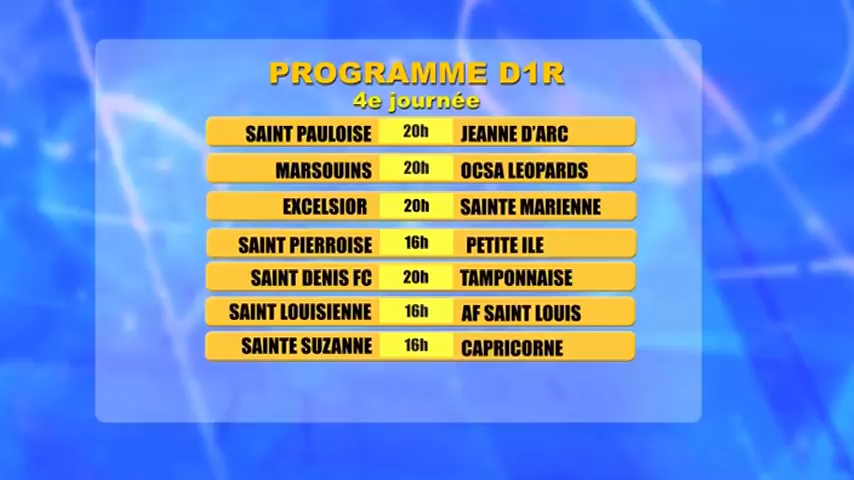 PROGRAMME D1R
4e journée
SAINT PAULOISE 20h JEANNE D'ARC
MARSOUINS 20h OCSA LEOPARDS
EXCELSIOR 20h SAINTE MARIENNE
SAINT PIERROISE 16h PETITE ILE
SAINT DENIS FC 20h TAMPONNAISE
SAINT LOUISIENNE 16h AF SAINT LOUIS
SAINTE SUZANNE 16h CAPRICORNE